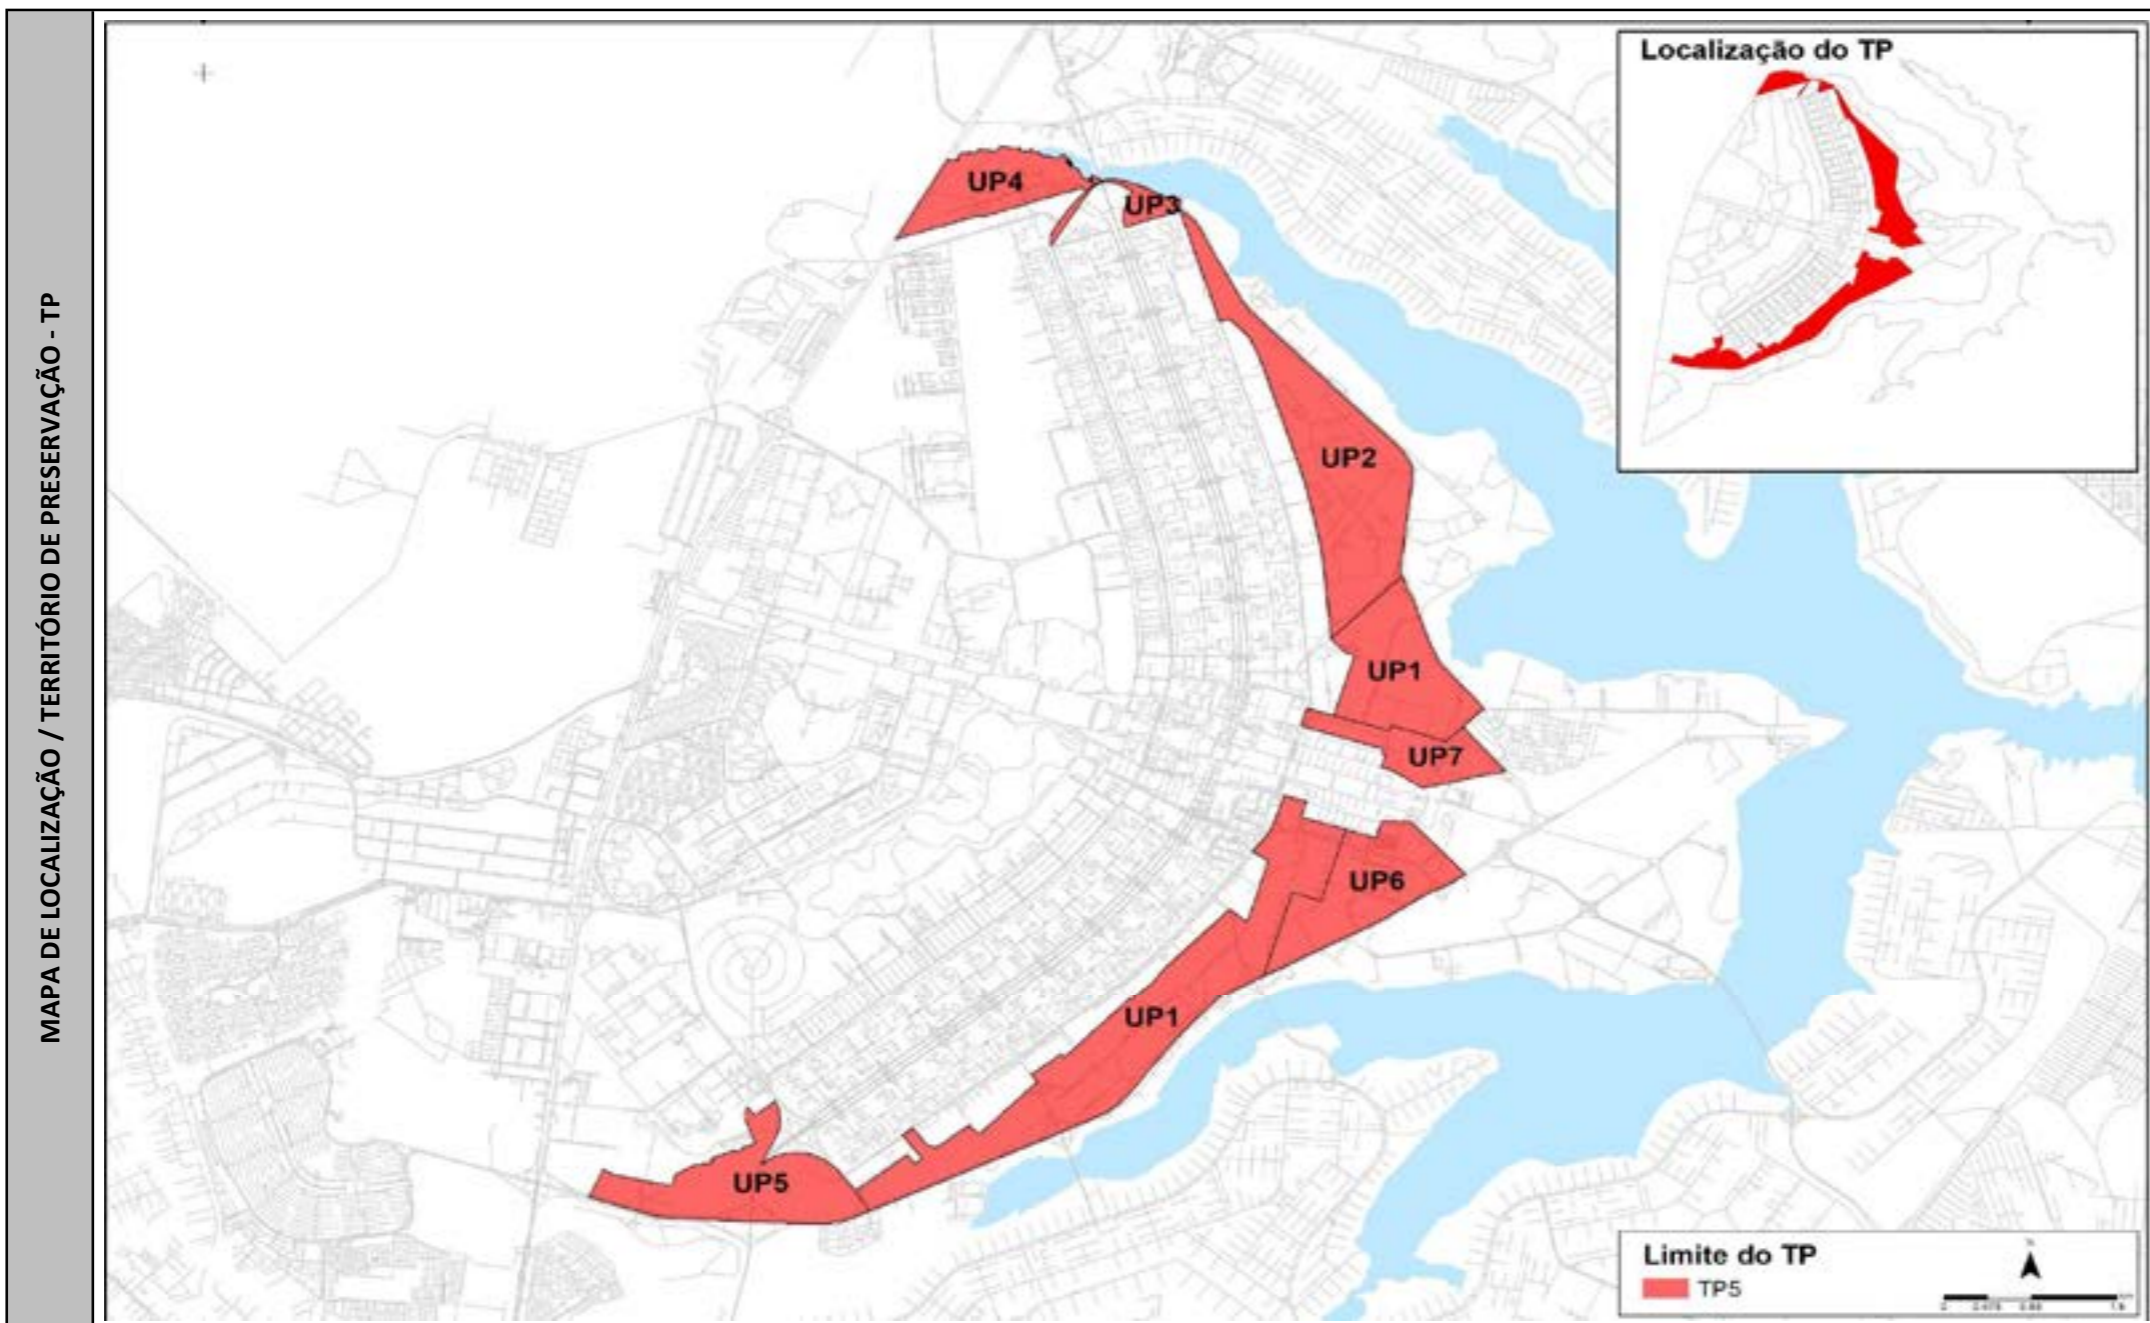 MAPA DE LOCALIZAÇÃO / TERRITÓRIO DE PRESERVAÇÃO - TP
Localização do TP
UP4
UP3
UP2
UP1
UP7
UP6
UP1
UP5
Limite do TP
TP5